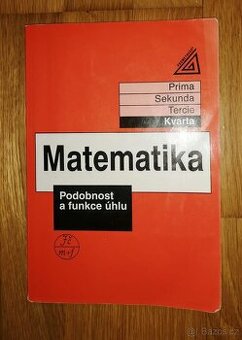 Prima
Sekunda
Tercie
Kvarta
Matematika
Podobnost
a funkce úhlu